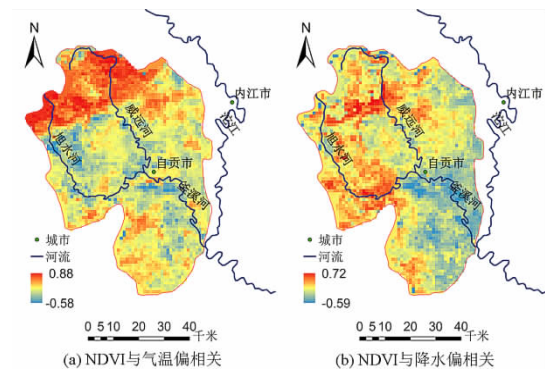 N
内江市
沱江
威远河
旭水河
自贡市
釜溪河
城市
河流
0.88
-0.58
0 5 10 20 30 40
千米
(a) NDVI与气温偏相关
N
内江市
沱江
威远河
旭水河
自贡市
釜溪河
城市
河流
0.72
-0.59
0 5 10 20 30 40
千米
(b) NDVI与降水偏相关